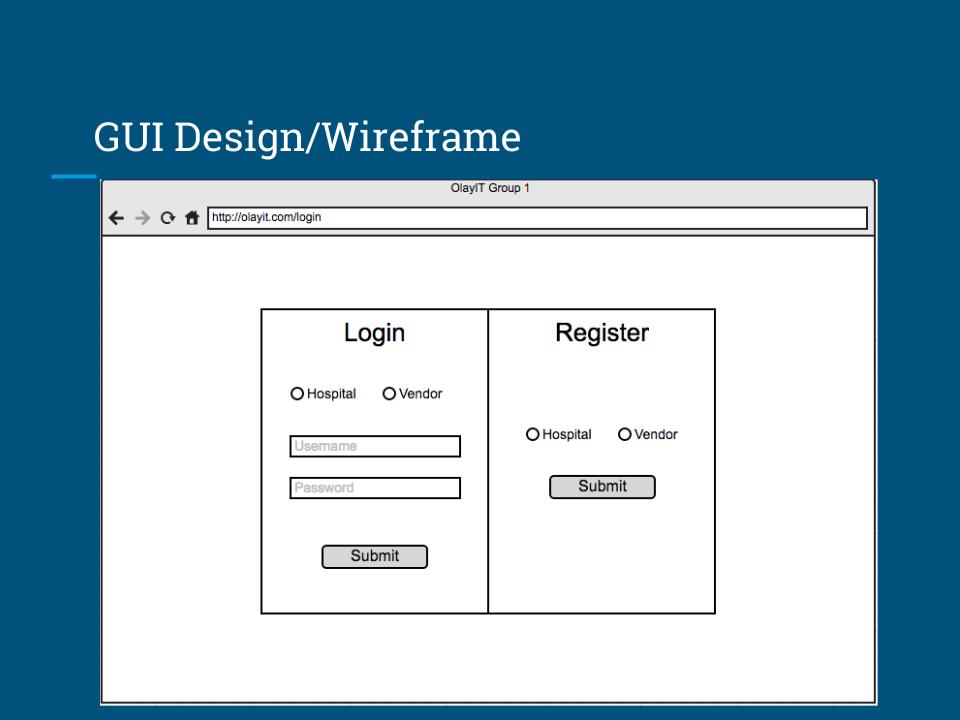 GUI Design/Wireframe
OlayIT Group 1
http://olayit.com/login
Login
Hospital Vendor
Username
Password
Submit
Register
Hospital Vendor
Submit